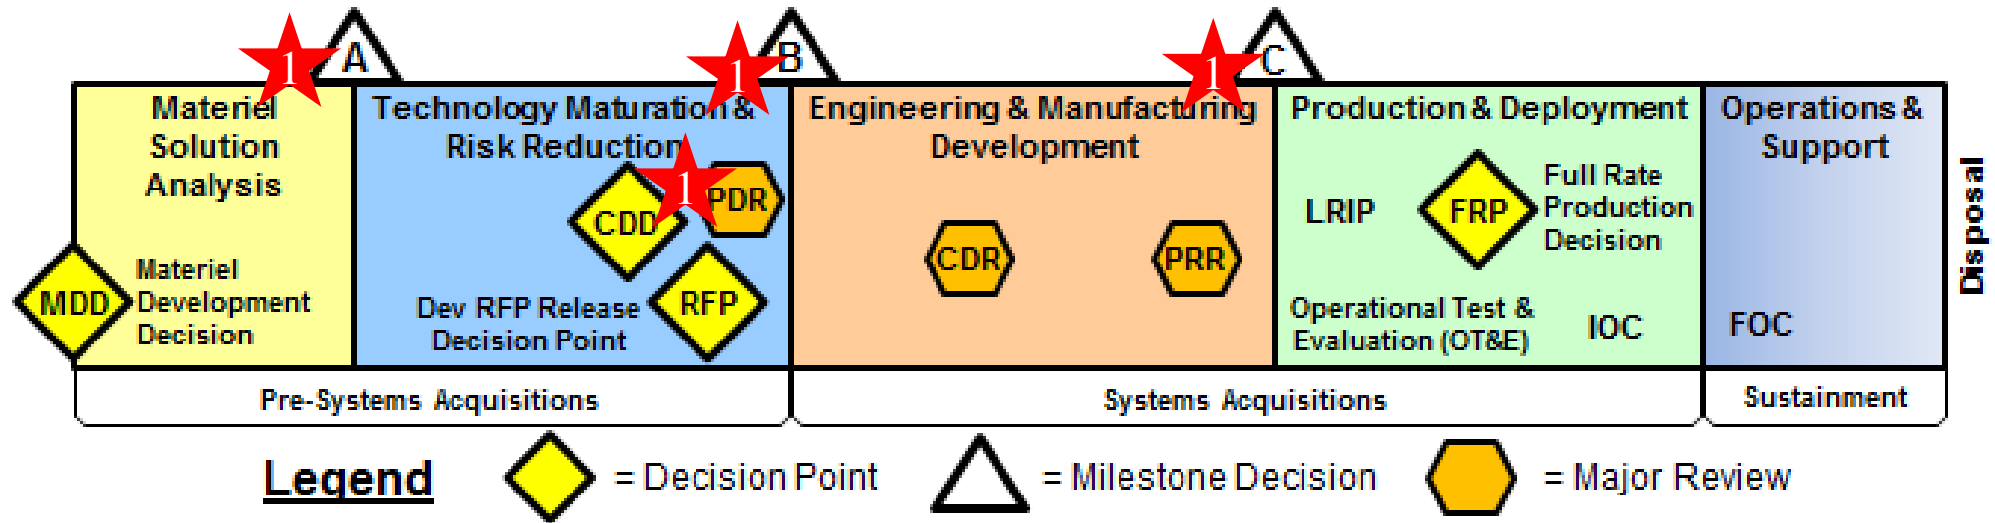 1
A
1
B
1
C
Materiel
Solution
Analysis
MDD
Materiel
Development
Decision
Technology Maturation &
Risk Reduction
1
CDD
PDR
Dev RFP Release
Decision Point
RFP
Engineering & Manufacturing
Development
CDR
PRR
Production & Deployment
LRIP
FRP
Full Rate
Production
Decision
Operational Test &
Evaluation (OT&E)
IOC
Operations &
Support
FOC
Disposal
Pre-Systems Acquisitions
Systems Acquisitions
Sustainment
Legend
= Decision Point
= Milestone Decision
= Major Review